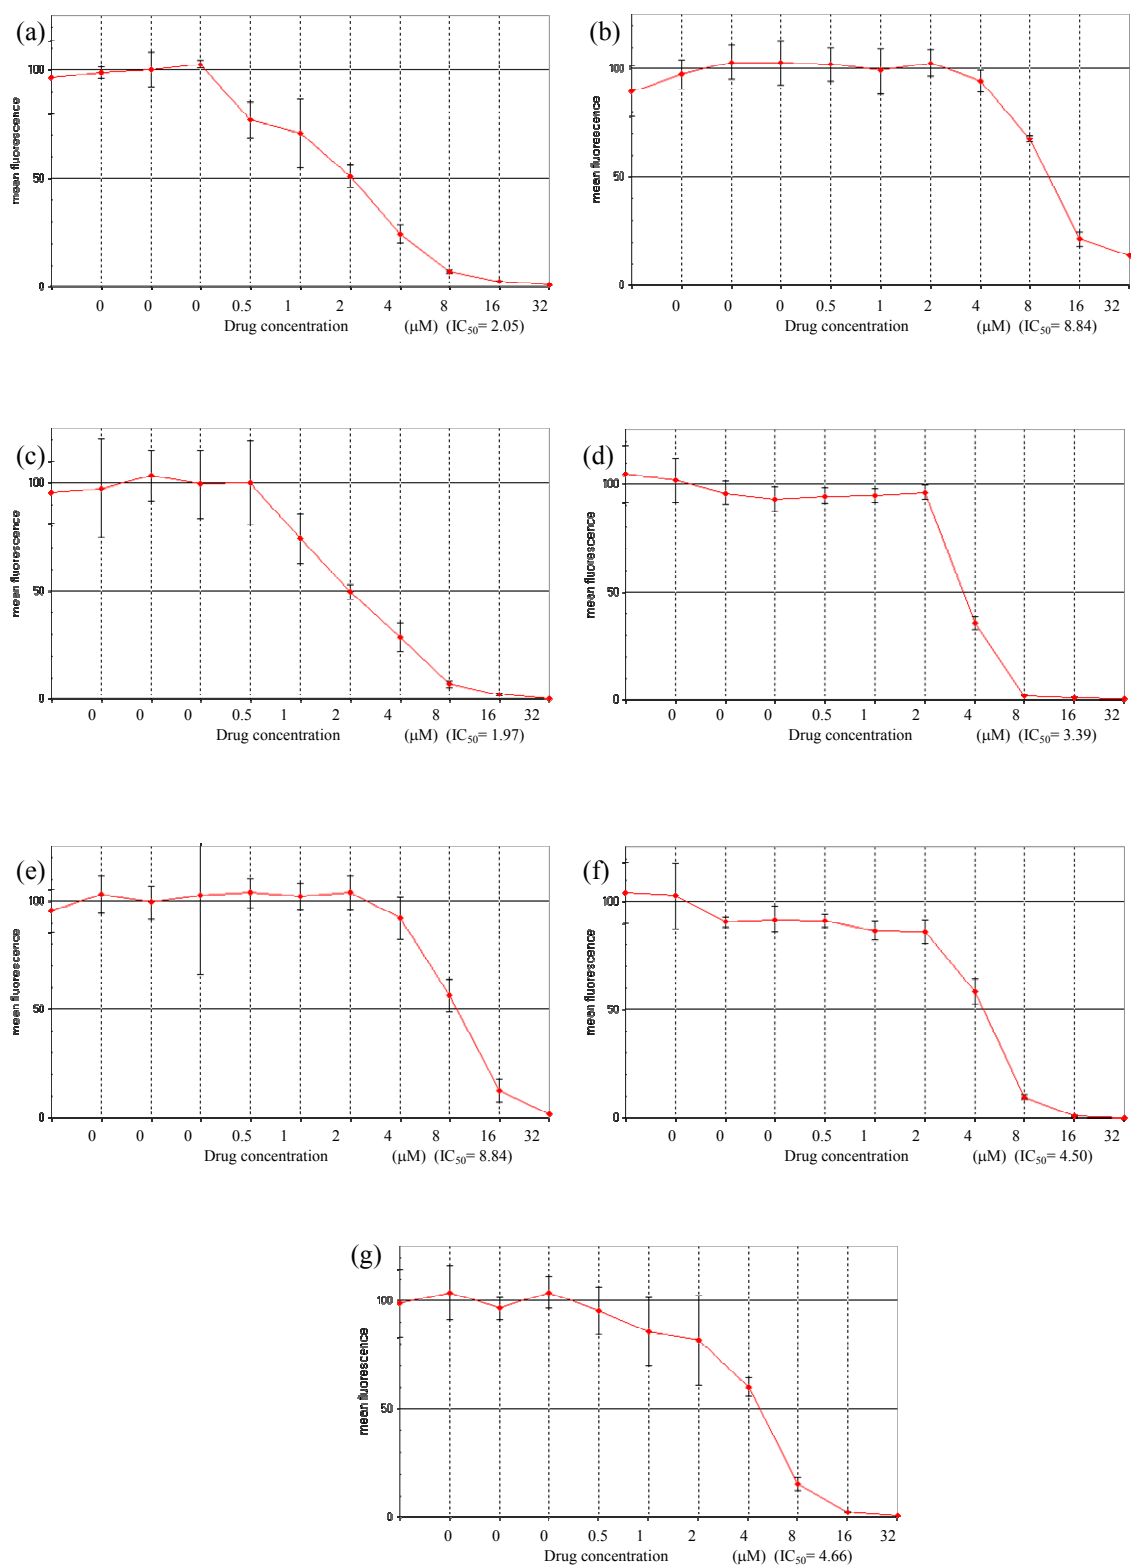 (a)
mean fluorescence
100
50
0
0 0 0 0.5 1 2 4 8 16 32
Drug concentration (μM) (IC50= 2.05)
(b)
mean fluorescence
100
50
0
0 0 0 0.5 1 2 4 8 16 32
Drug concentration (μM) (IC50= 8.84)
(c)
mean fluorescence
100
50
0
0 0 0 0.5 1 2 4 8 16 32
Drug concentration (μM) (IC50= 1.97)
(d)
mean fluorescence
100
50
0
0 0 0 0.5 1 2 4 8 16 32
Drug concentration (μM) (IC50= 3.39)
(e)
mean fluorescence
100
50
0
0 0 0 0.5 1 2 4 8 16 32
Drug concentration (μM) (IC50= 8.84)
(f)
mean fluorescence
100
50
0
0 0 0 0.5 1 2 4 8 16 32
Drug concentration (μM) (IC50= 4.50)
(g)
mean fluorescence
100
50
0
0 0 0 0.5 1 2 4 8 16 32
Drug concentration (μM) (IC50= 4.66)